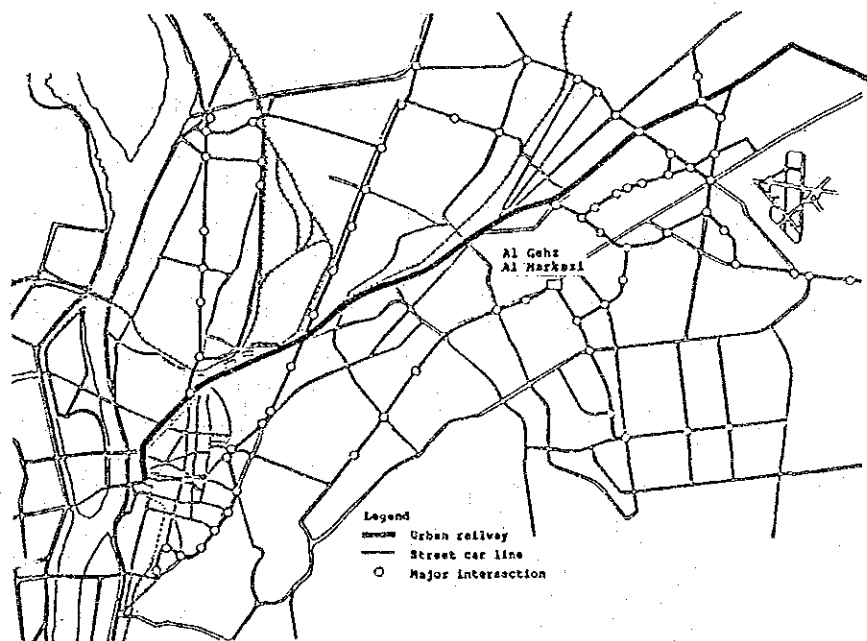 Al Gehz
Al Markazi
Legend
Urban railway
Street car line
Major intersection